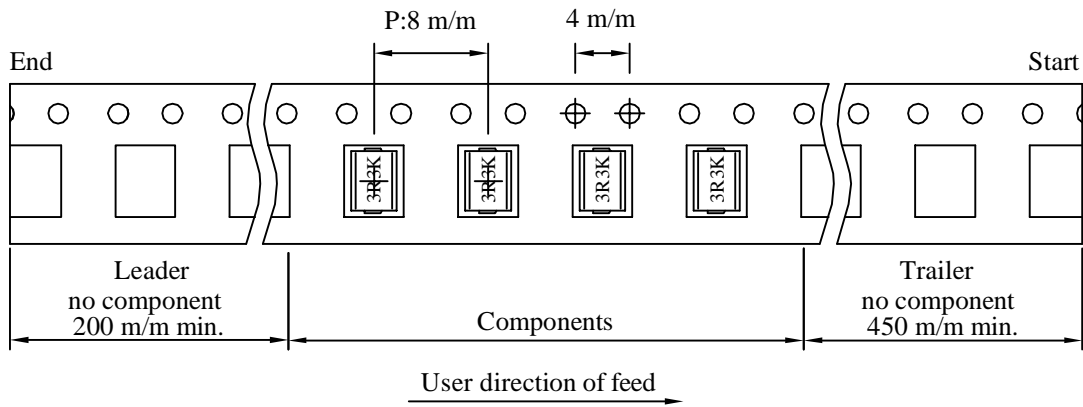 P:8 m/m
4 m/m
End
Start
3R3K
3R3K
3R3K
3R3K
Leader
no component
200 m/m min.
Components
Trailer
no component
450 m/m min.
User direction of feed